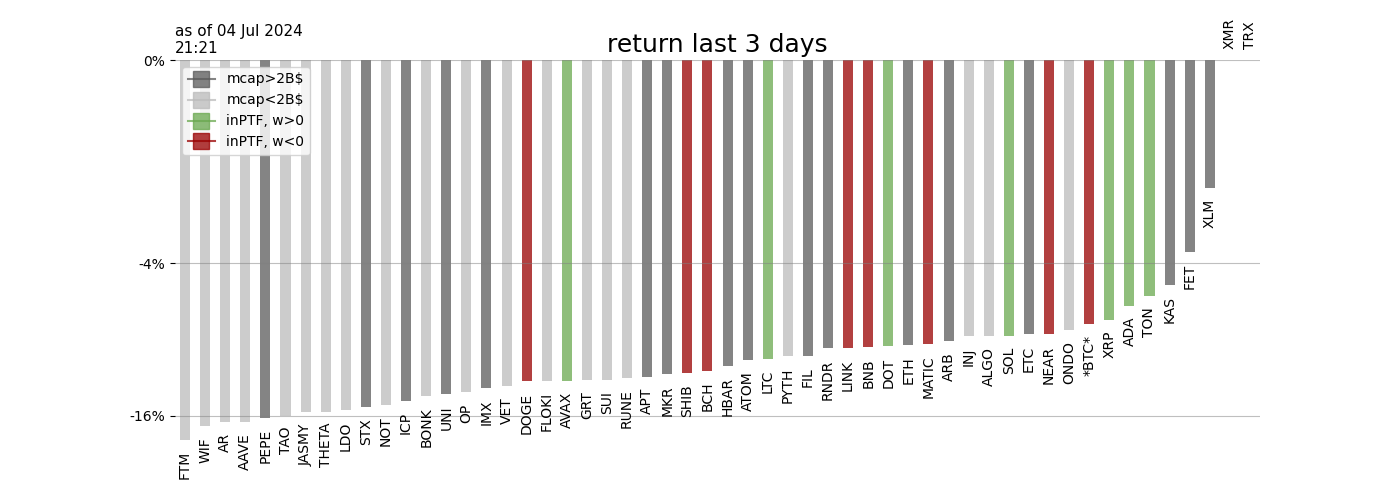 as of 04 Jul 2024
21:21
return last 3 days
XMR
TRX
0%
-4%
-16%
mcap>2B$
mcap<2B$
inPTF, w>0
inPTF, w<0
FTM
WIF
AR
AAVE
PEPE
TAO
JASMY
THETA
LDO
STX
NOT
ICP
BONK
UNI
OP
IMX
VET
DOGE
FLOKI
AVAX
GRT
SUI
RUNE
APT
MKR
SHIB
BCH
HBAR
ATOM
LTC
PYTH
FIL
RNDR
LINK
BNB
DOT
ETH
MATIC
ARB
INJ
ALGO
SOL
ETC
NEAR
ONDO
*BTC*
XRP
ADA
TON
KAS
FET
XLM